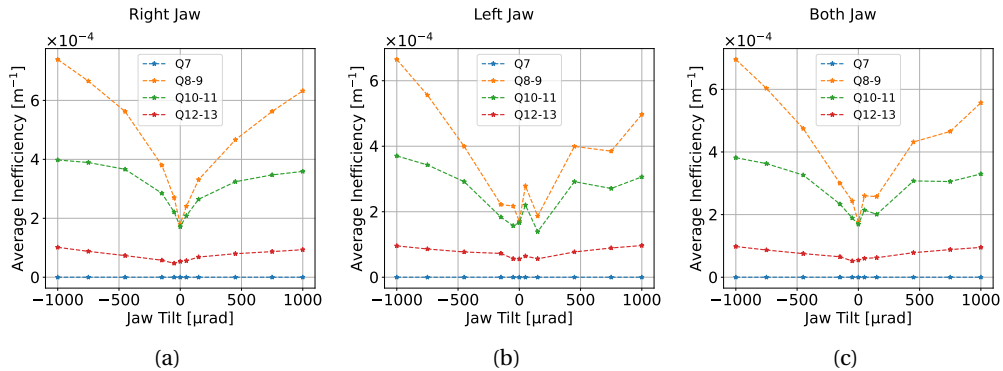 Right Jaw
×10⁻⁴
Average Inefficiency [m⁻¹]
6
4
2
0
Q7
Q8-9
Q10-11
Q12-13
−1000 −500 0 500 1000
Jaw Tilt [μrad]
(a)
Left Jaw
×10⁻⁴
Average Inefficiency [m⁻¹]
6
4
2
0
Q7
Q8-9
Q10-11
Q12-13
−1000 −500 0 500 1000
Jaw Tilt [μrad]
(b)
Both Jaw
×10⁻⁴
Average Inefficiency [m⁻¹]
6
4
2
0
Q7
Q8-9
Q10-11
Q12-13
−1000 −500 0 500 1000
Jaw Tilt [μrad]
(c)